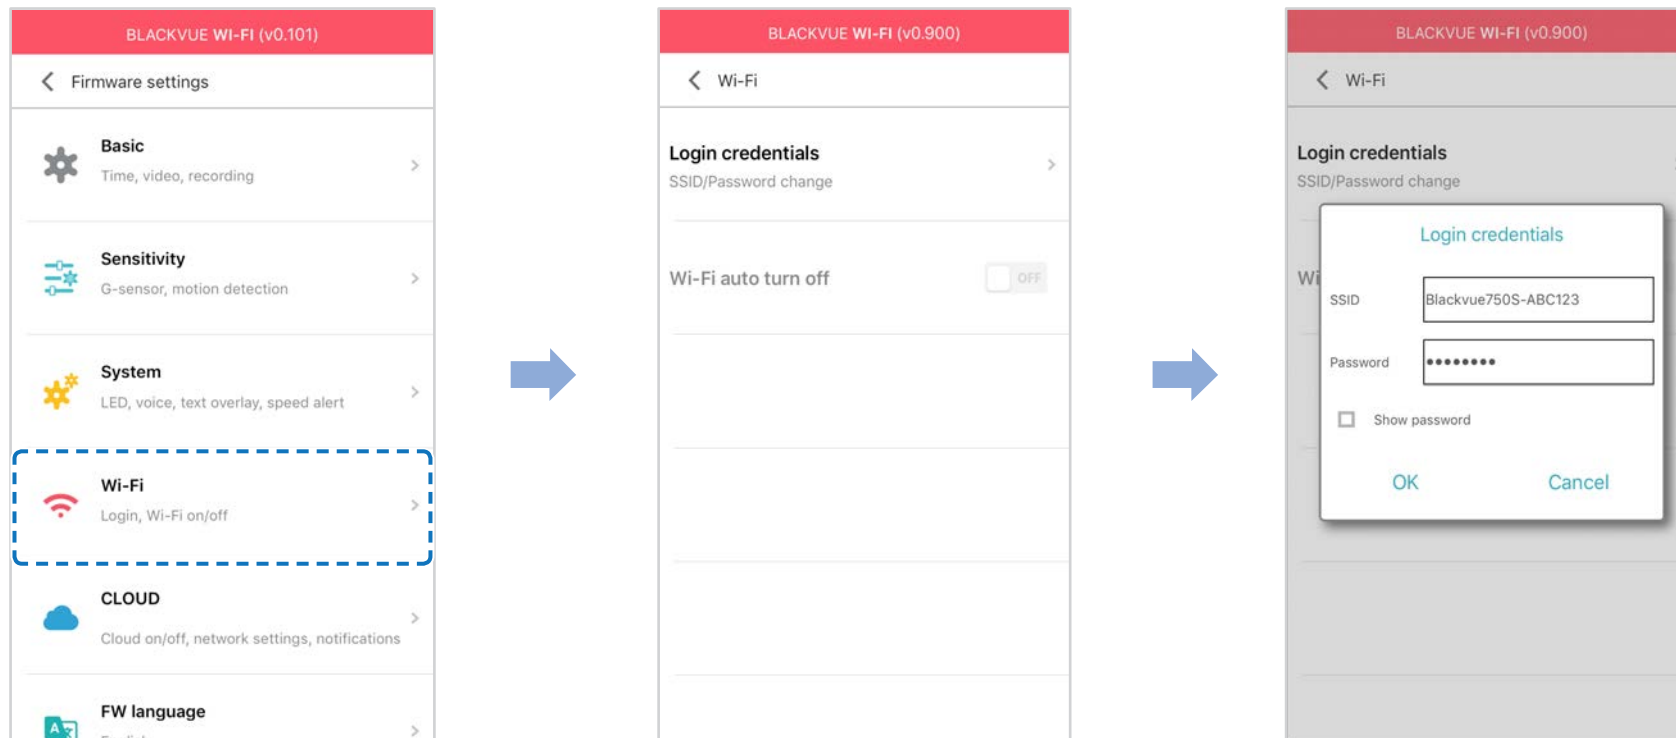 BLACKVUE WI-FI (v0.101)
Firmware settings
Basic
Time, video, recording
Sensitivity
G-sensor, motion detection
System
LED, voice, text overlay, speed alert
Wi-Fi
Login, Wi-Fi on/off
CLOUD
Cloud on/off, network settings, notifications
FW language
BLACKVUE WI-FI (v0.900)
Wi-Fi
Login credentials
SSID/Password change
Wi-Fi auto turn off
OFF
BLACKVUE WI-FI (v0.900)
Wi-Fi
Login credentials
SSID/Password change
Wi
Login credentials
SSID
Blackvue750S-ABC123
Password
••••••••
Show password
OK
Cancel